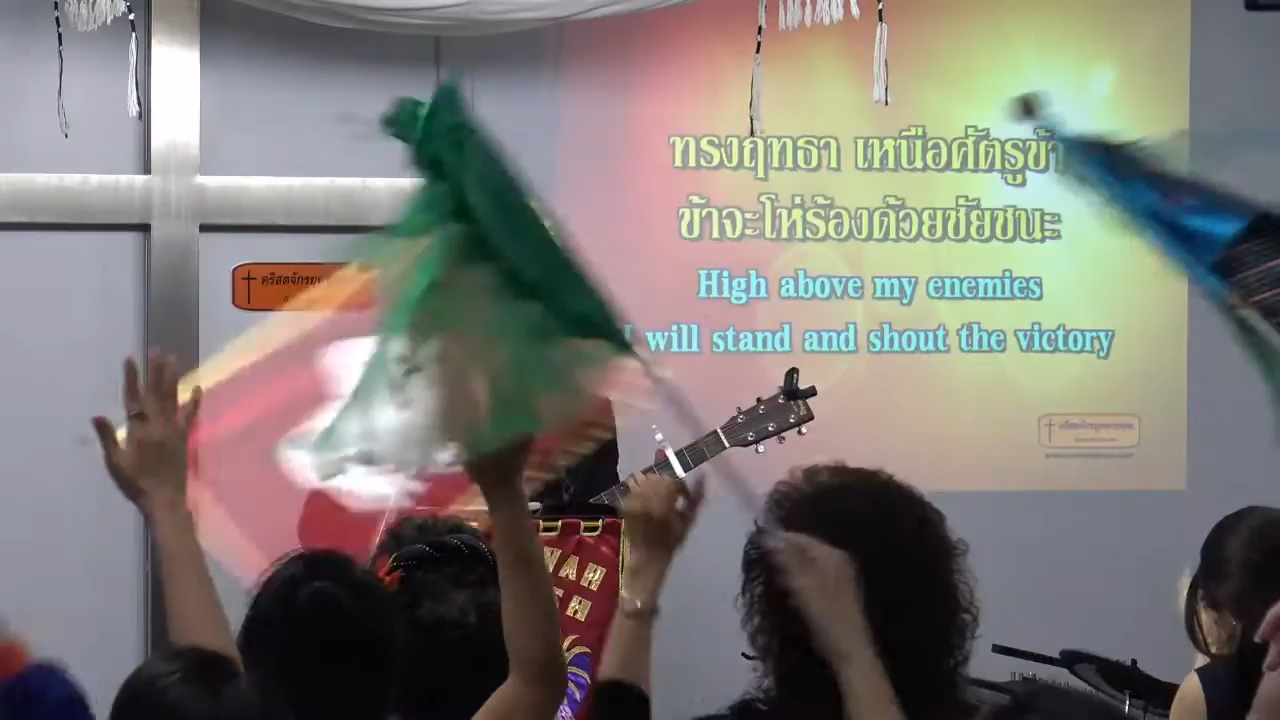 ทรงฤทธา เหนือศัตรูข้า
ข้าจะโห่ร้องด้วยชัยชนะ
High above my enemies
I will stand and shout the victory